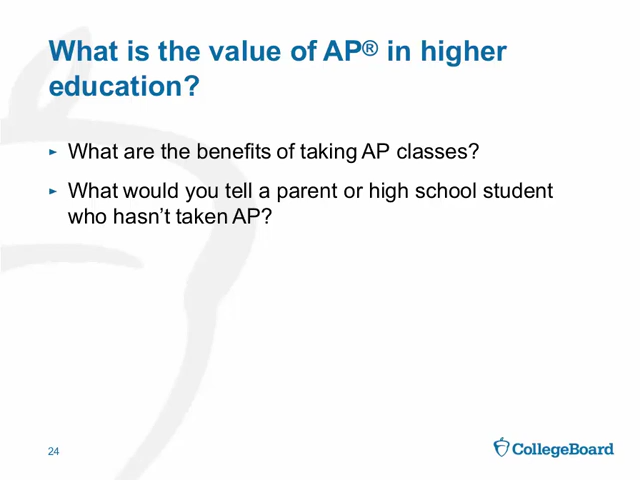 What is the value of AP® in higher
education?
► What are the benefits of taking AP classes?
► What would you tell a parent or high school student
who hasn’t taken AP?
24
CollegeBoard